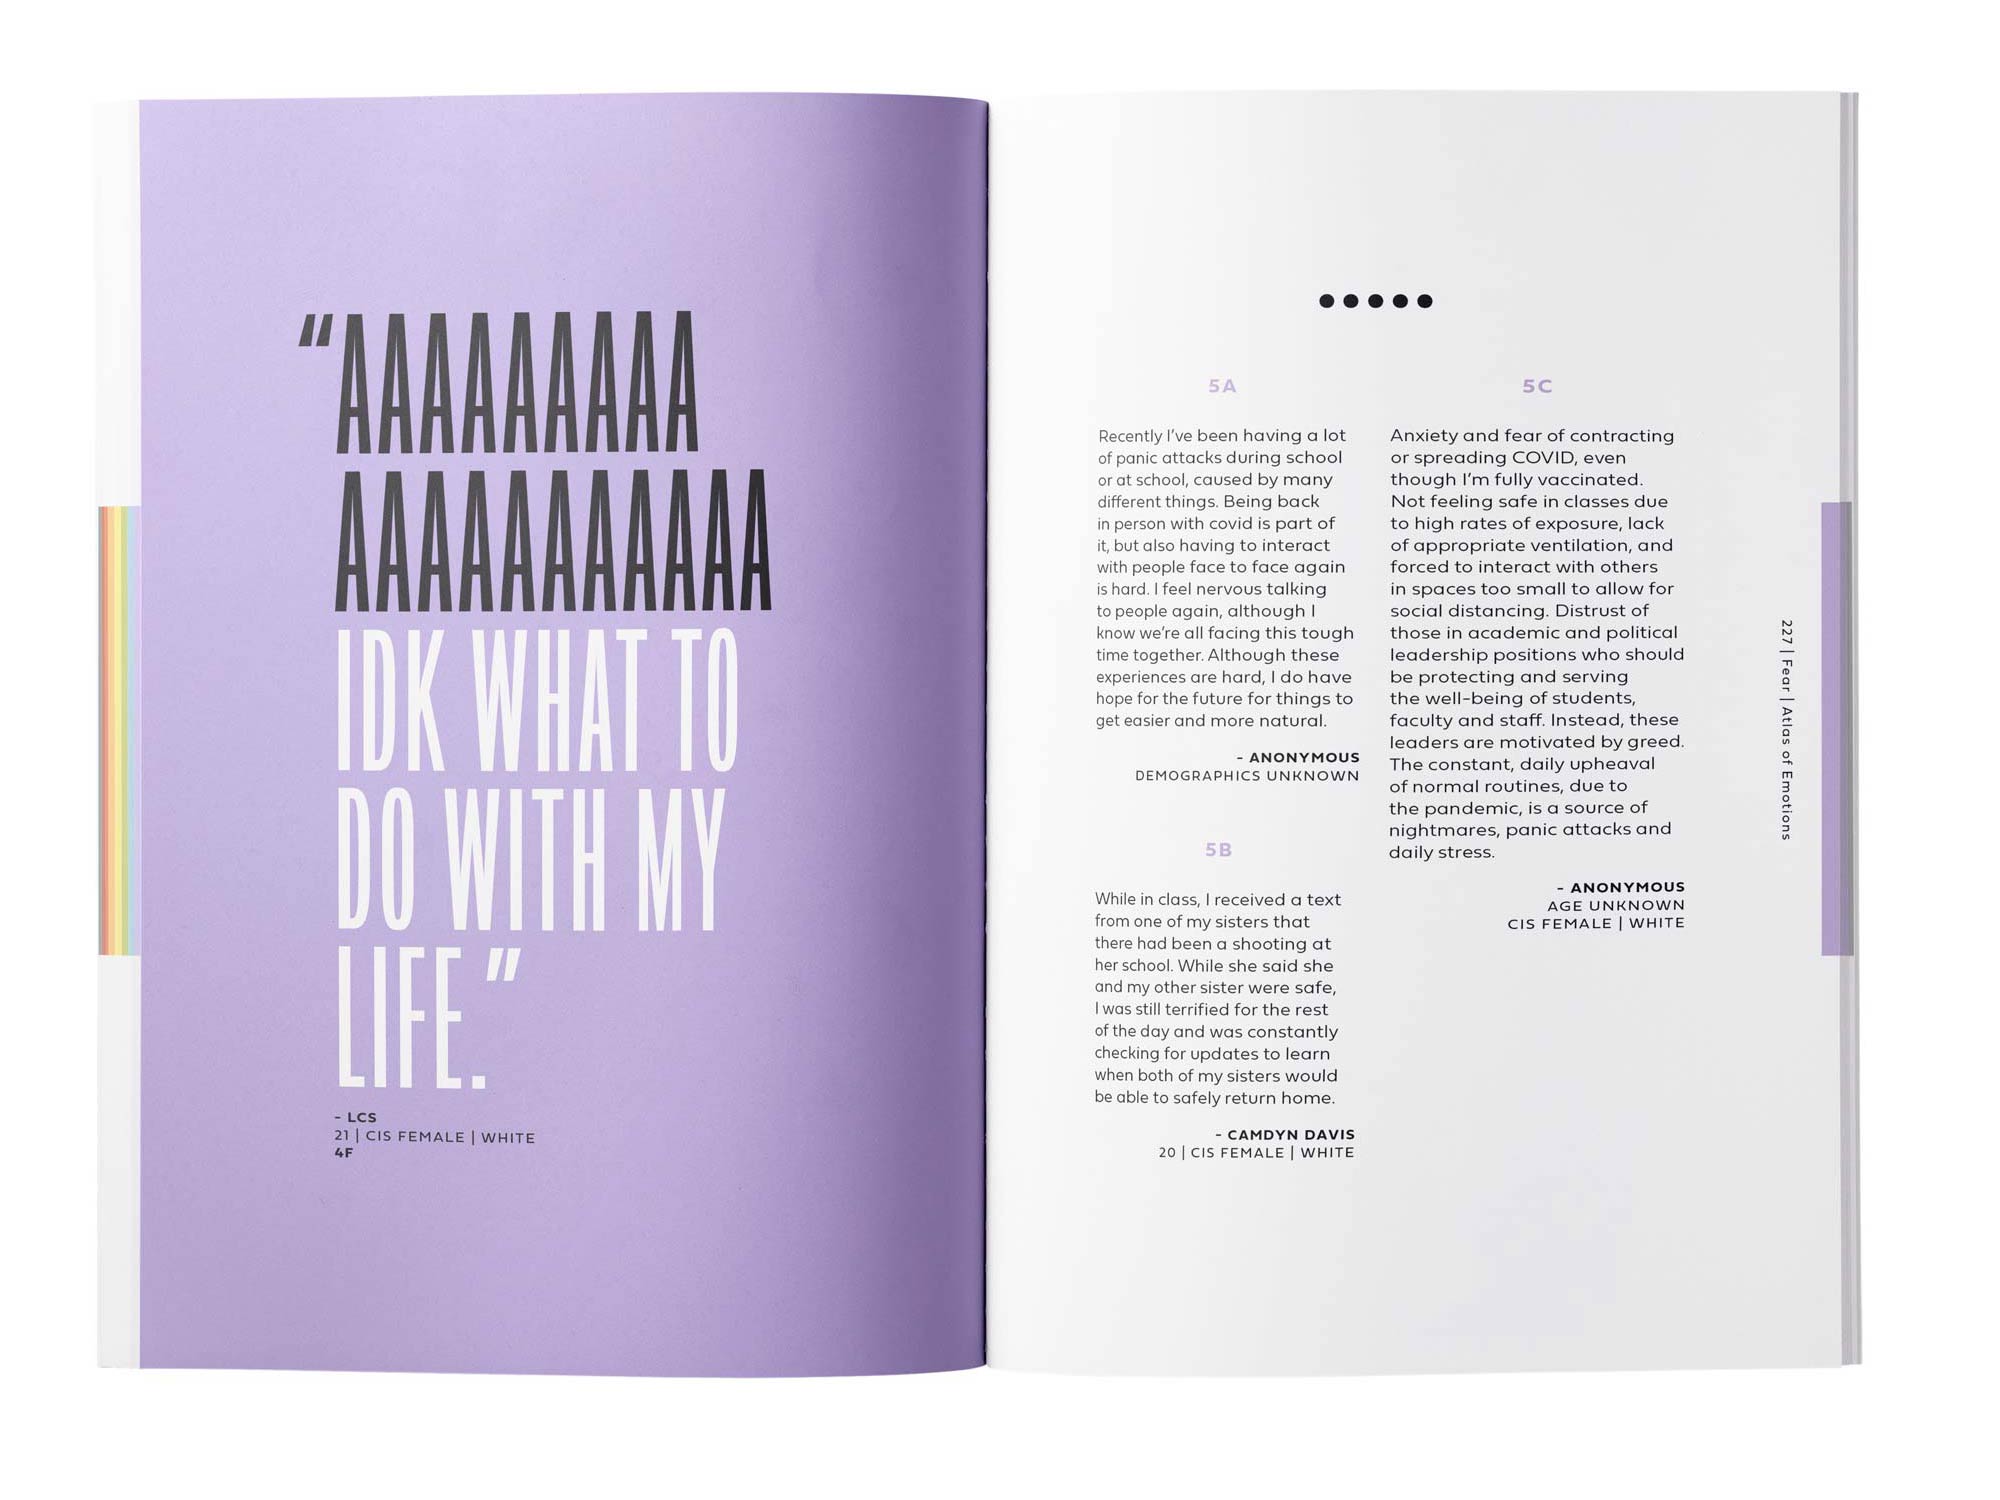 “AAAAAAAAA
AAAAAAAAAAA
IDK WHAT TO
DO WITH MY
LIFE.”
- LCS
21 | CIS FEMALE | WHITE
4F
5A
Recently I’ve been having a lot
of panic attacks during school
or at school, caused by many
different things. Being back
in person with covid is part of
it, but also having to interact
with people face to face again
is hard. I feel nervous talking
to people again, although I
know we’re all facing this tough
time together. Although these
experiences are hard, I do have
hope for the future for things to
get easier and more natural.
- ANONYMOUS
DEMOGRAPHICS UNKNOWN
5B
While in class, I received a text
from one of my sisters that
there had been a shooting at
her school. While she said she
and my other sister were safe,
I was still terrified for the rest
of the day and was constantly
checking for updates to learn
when both of my sisters would
be able to safely return home.
- CAMDYN DAVIS
20 | CIS FEMALE | WHITE
5C
Anxiety and fear of contracting
or spreading COVID, even
though I’m fully vaccinated.
Not feeling safe in classes due
to high rates of exposure, lack
of appropriate ventilation, and
forced to interact with others
in spaces too small to allow for
social distancing. Distrust of
those in academic and political
leadership positions who should
be protecting and serving
the well-being of students,
faculty and staff. Instead, these
leaders are motivated by greed.
The constant, daily upheaval
of normal routines, due to
the pandemic, is a source of
nightmares, panic attacks and
daily stress.
- ANONYMOUS
AGE UNKNOWN
CIS FEMALE | WHITE
227 | Fear | Atlas of Emotions